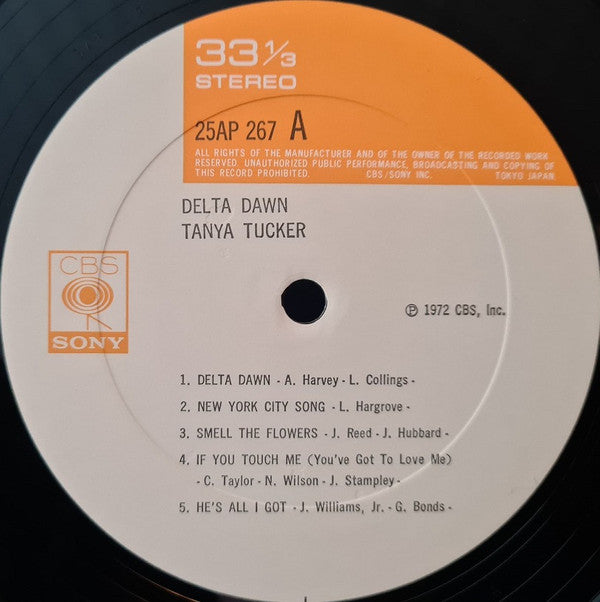 33 1/3
STEREO
25AP 267 A
ALL RIGHTS OF THE MANUFACTURER AND OF THE OWNER OF THE RECORDED WORK
RESERVED. UNAUTHORIZED PUBLIC PERFORMANCE, BROADCASTING AND COPYING OF
THIS RECORD PROHIBITED. CBS/SONY INC. TOKYO JAPAN
DELTA DAWN
TANYA TUCKER
CBS
SONY
℗ 1972 CBS, Inc.
1. DELTA DAWN - A. Harvey - L. Collings -
2. NEW YORK CITY SONG - L. Hargrove -
3. SMELL THE FLOWERS - J. Reed - J. Hubbard -
4. IF YOU TOUCH ME (You've Got To Love Me)
- C. Taylor - N. Wilson - J. Stampley -
5. HE'S ALL I GOT - J. Williams, Jr. - G. Bonds -